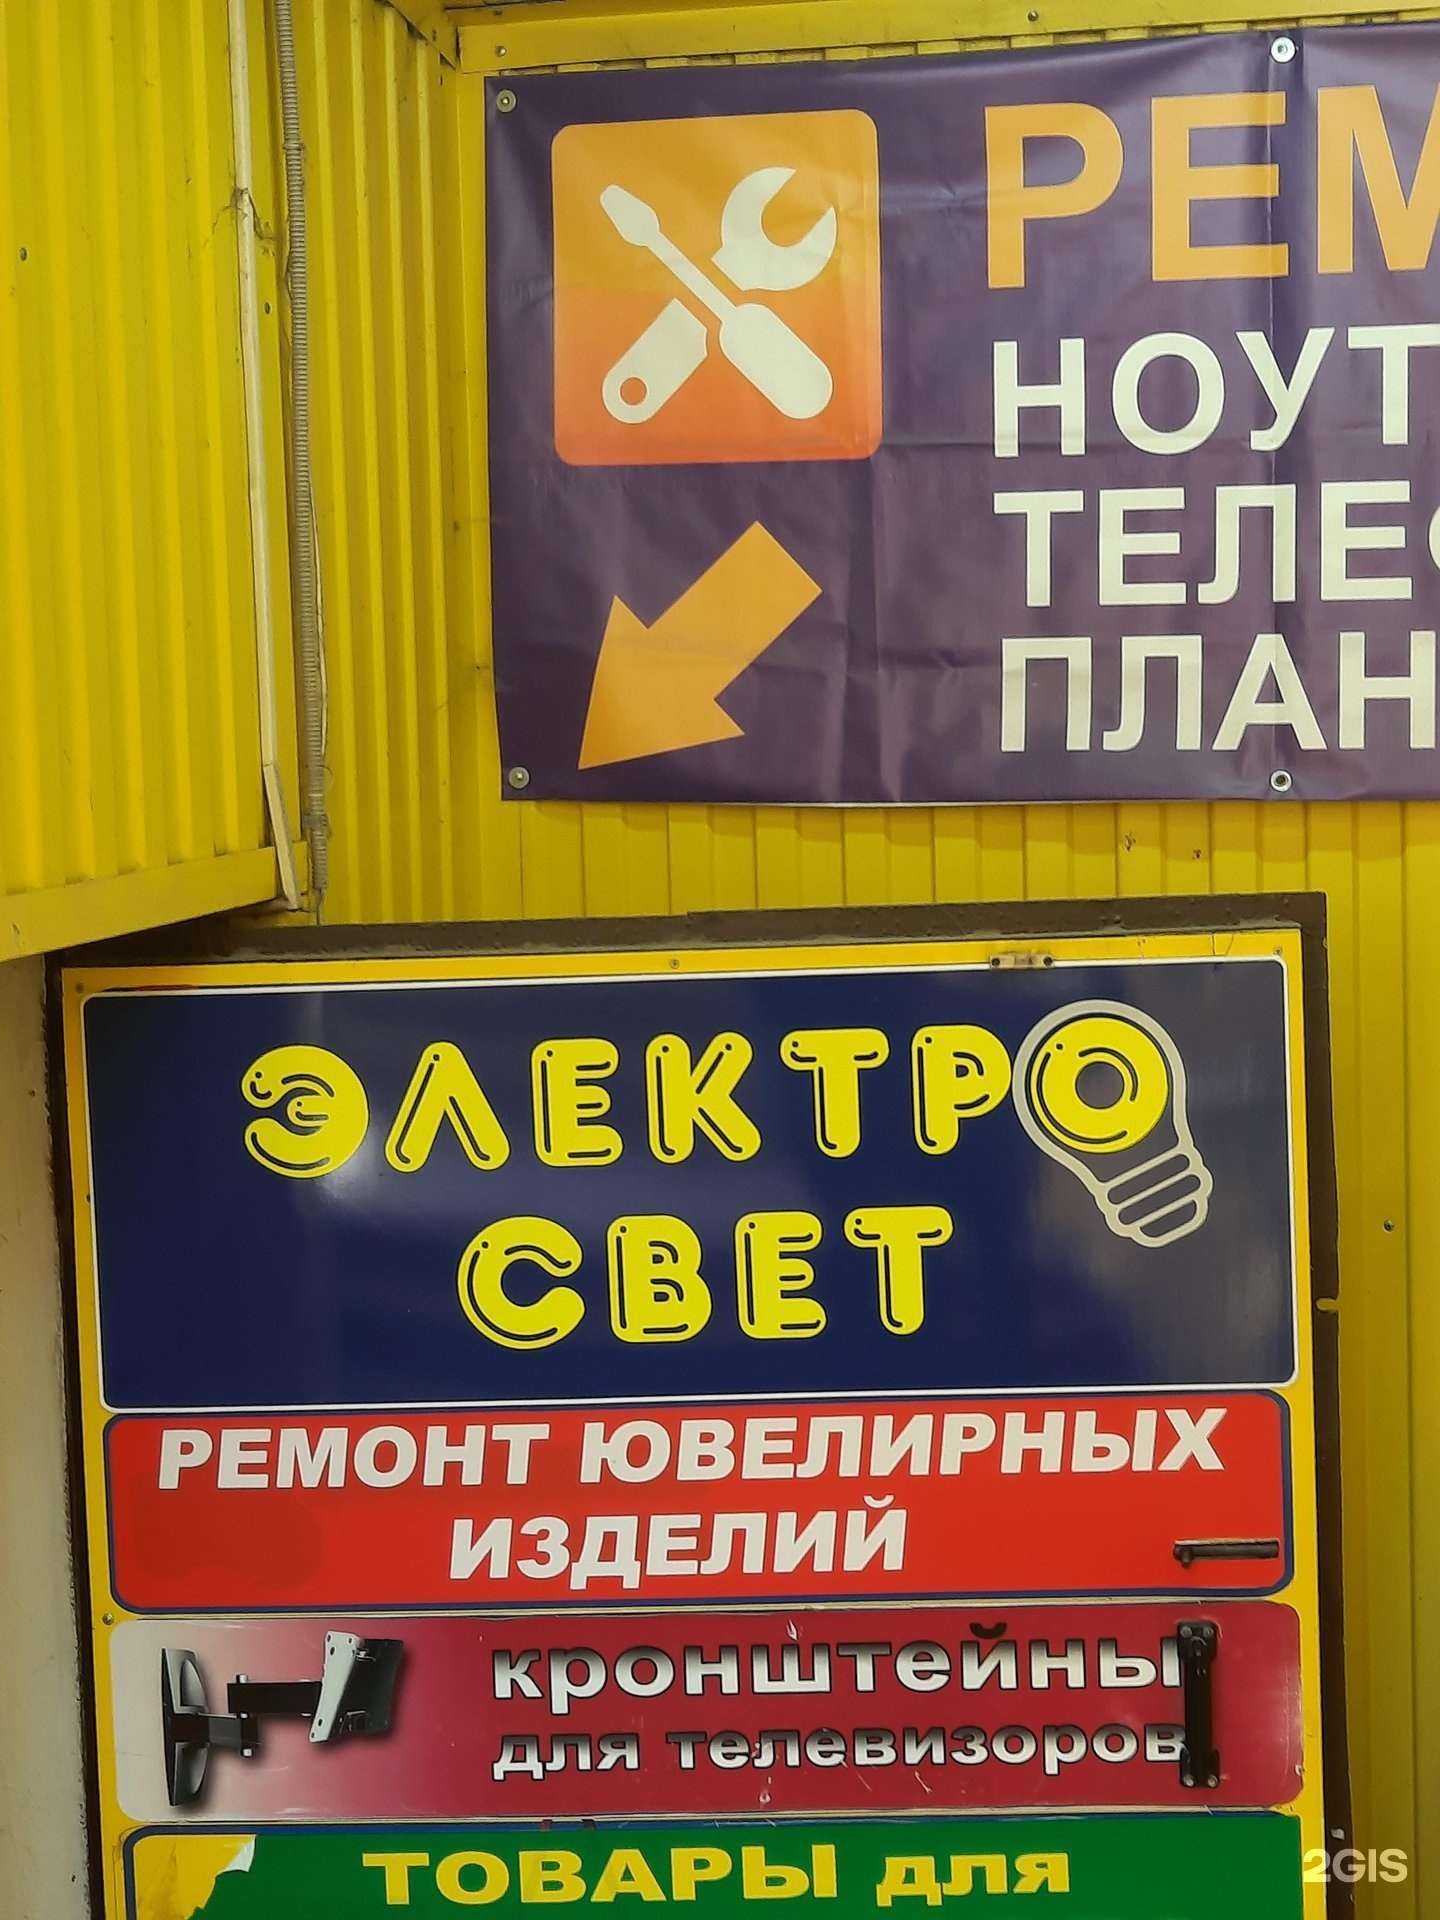 РЕМ
НОУТ
ТЕЛЕ
ПЛАН
ЭЛЕКТРО
СВЕТ
РЕМОНТ ЮВЕЛИРНЫХ
ИЗДЕЛИЙ
кронштейны
для телевизоров
ТОВАРЫ для
2GIS